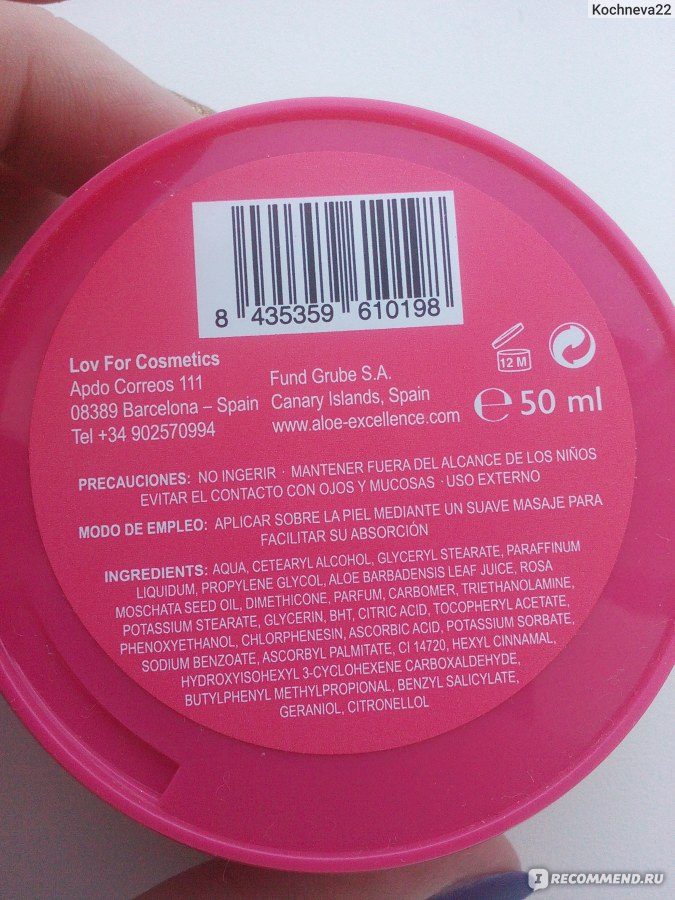 Kochneva22
8 435359 610198
Lov For Cosmetics
Apdo Correos 111
08389 Barcelona – Spain
Tel +34 902570994
Fund Grube S.A.
Canary Islands, Spain
www.aloe-excellence.com
12 M
℮ 50 ml
PRECAUCIONES: NO INGERIR · MANTENER FUERA DEL ALCANCE DE LOS NIÑOS
EVITAR EL CONTACTO CON OJOS Y MUCOSAS · USO EXTERNO
MODO DE EMPLEO: APLICAR SOBRE LA PIEL MEDIANTE UN SUAVE MASAJE PARA
FACILITAR SU ABSORCIÓN
INGREDIENTS: AQUA, CETEARYL ALCOHOL, GLYCERYL STEARATE, PARAFFINUM
LIQUIDUM, PROPYLENE GLYCOL, ALOE BARBADENSIS LEAF JUICE, ROSA
MOSCHATA SEED OIL, DIMETHICONE, PARFUM, CARBOMER, TRIETHANOLAMINE,
POTASSIUM STEARATE, GLYCERIN, BHT, CITRIC ACID, TOCOPHERYL ACETATE,
PHENOXYETHANOL, CHLORPHENESIN, ASCORBIC ACID, POTASSIUM SORBATE,
SODIUM BENZOATE, ASCORBYL PALMITATE, CI 14720, HEXYL CINNAMAL,
HYDROXYISOHEXYL 3-CYCLOHEXENE CARBOXALDEHYDE,
BUTYLPHENYL METHYLPROPIONAL, BENZYL SALICYLATE,
GERANIOL, CITRONELLOL
IRECOMMEND.RU